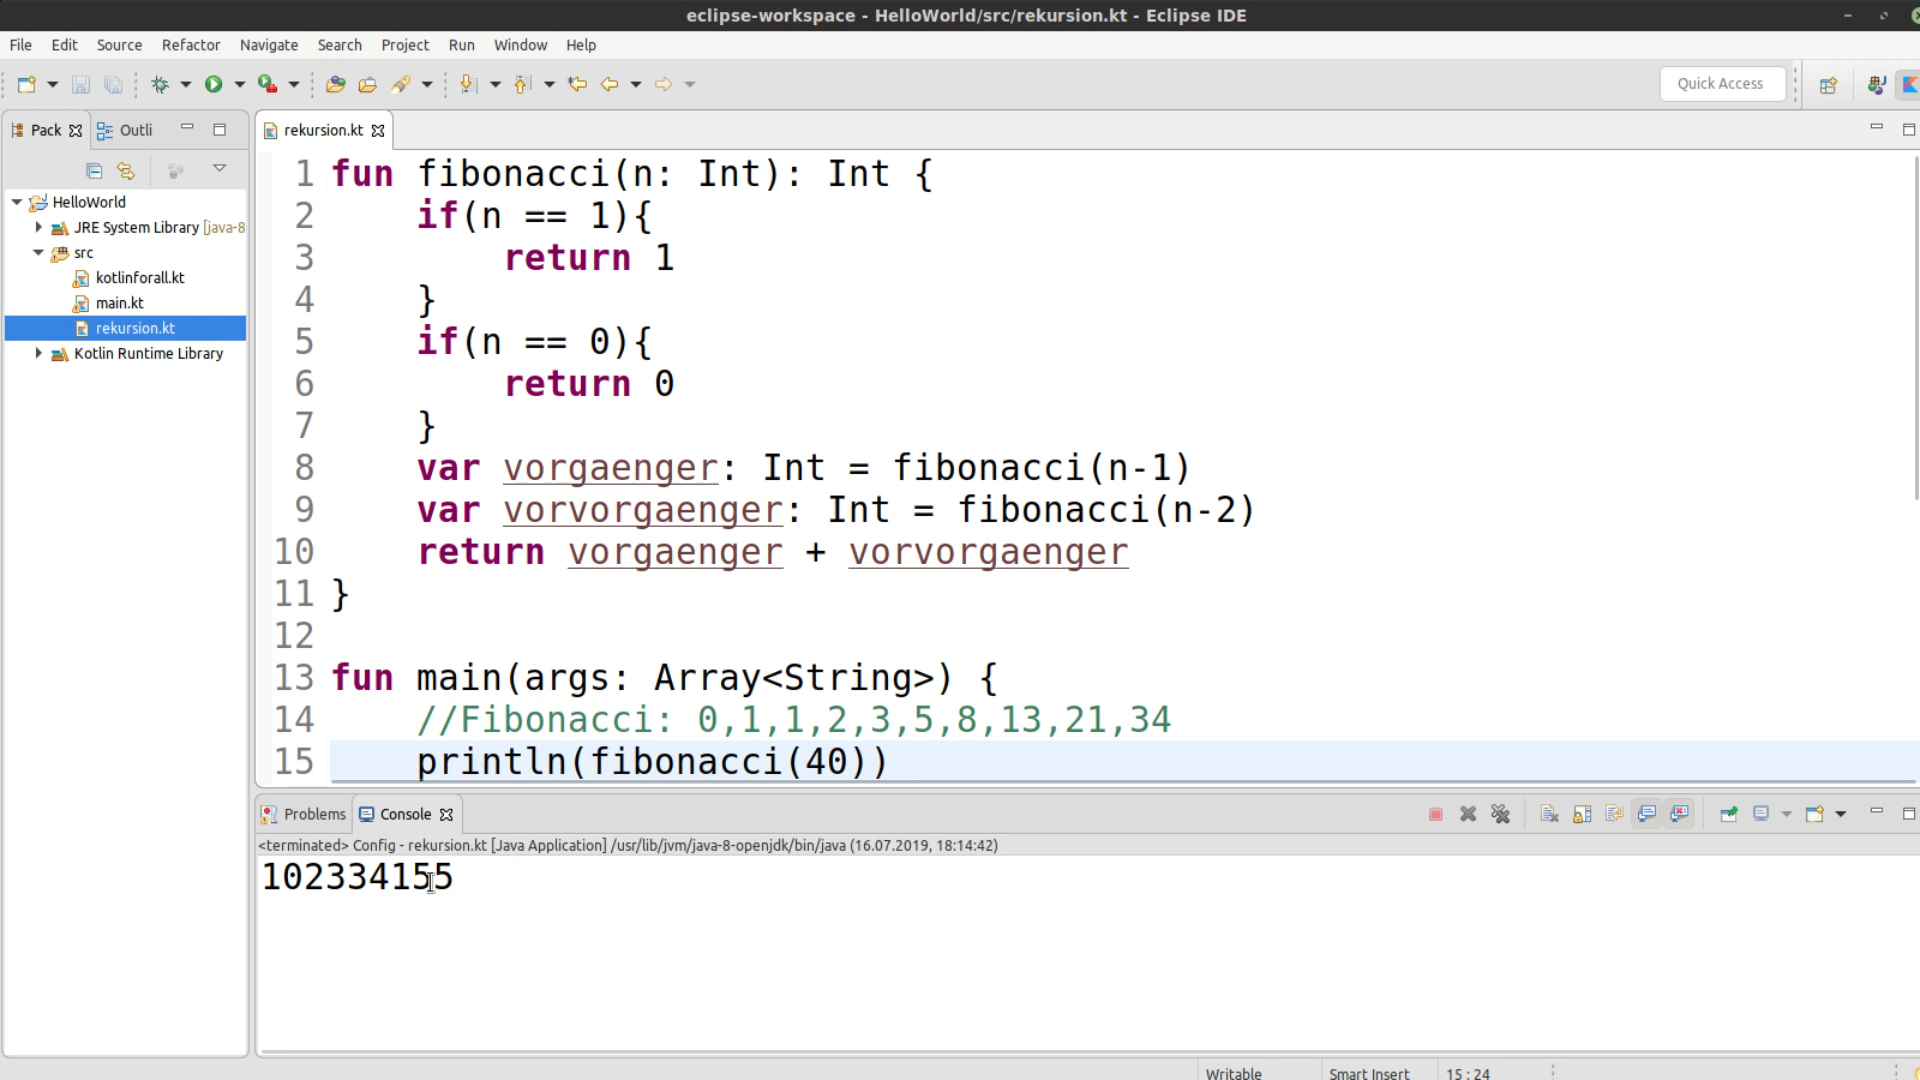 eclipse-workspace - HelloWorld/src/rekursion.kt - Eclipse IDE
File Edit Source Refactor Navigate Search Project Run Window Help
Quick Access
Pack Outli
rekursion.kt
HelloWorld
JRE System Library [java-8
src
kotlinforall.kt
main.kt
rekursion.kt
Kotlin Runtime Library
1 fun fibonacci(n: Int): Int {
2     if(n == 1){
3         return 1
4     }
5     if(n == 0){
6         return 0
7     }
8     var vorgaenger: Int = fibonacci(n-1)
9     var vorvorgaenger: Int = fibonacci(n-2)
10     return vorgaenger + vorvorgaenger
11 }
12
13 fun main(args: Array<String>) {
14     //Fibonacci: 0,1,1,2,3,5,8,13,21,34
15     println(fibonacci(40))
Problems Console
<terminated> Config - rekursion.kt [Java Application] /usr/lib/jvm/java-8-openjdk/bin/java (16.07.2019, 18:14:42)
102334155
Writable Smart Insert 15 : 24